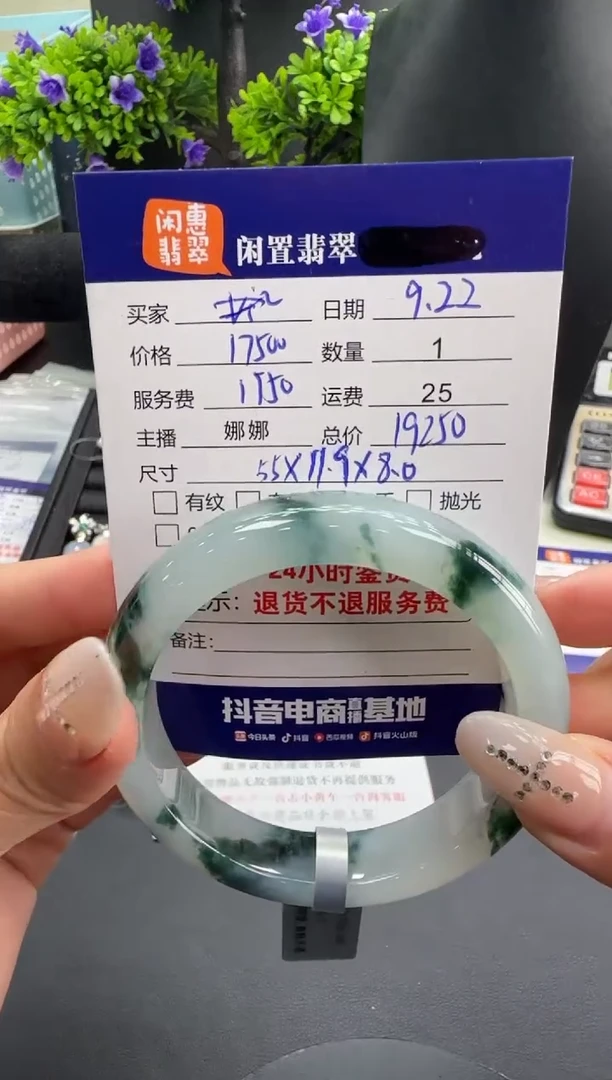 闲惠
翡翠
闲置翡翠
买家 日期 9.22
价格 17500 数量 1
服务费 1750 运费 25
主播 娜娜 总价 19250
尺寸 55X11.9X8.0
有纹 抛光
24小时鉴赏
示：退货不退服务费
备注：
抖音电商直播基地
今日头条 抖音 西瓜视频 抖音火山版